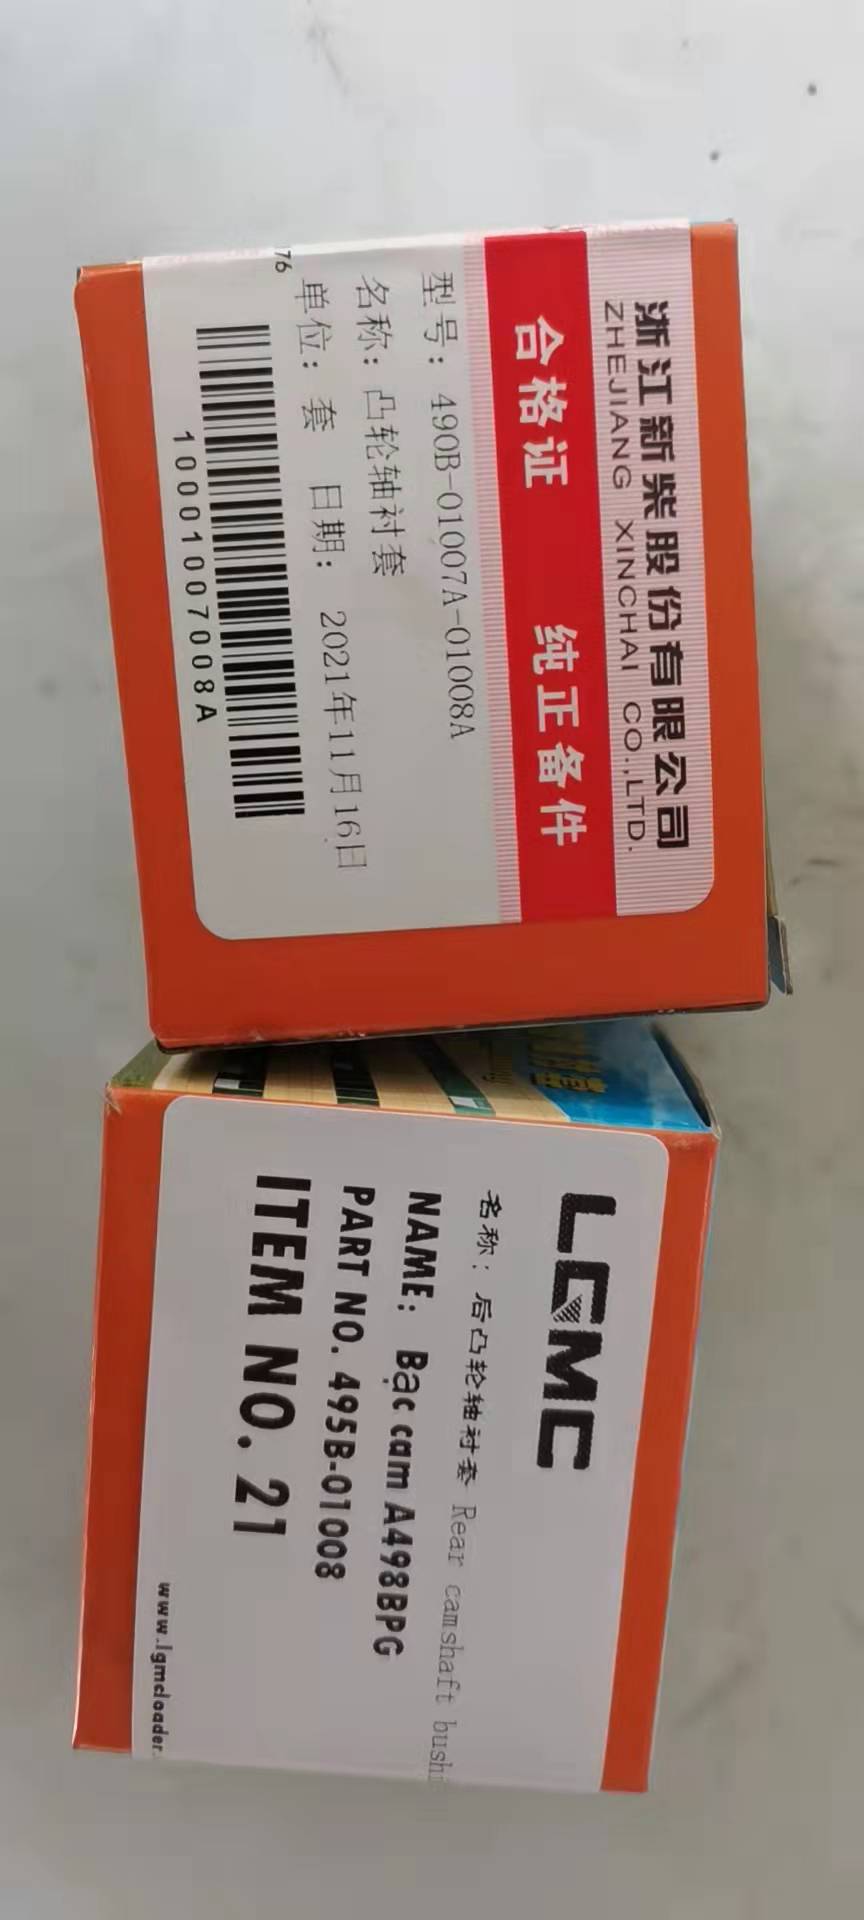 浙江新柴股份有限公司
ZHEJIANG XINCHAI CO.,LTD.
合格证 纯正备件
型号: 490B-01007A-01008A
名称: 凸轮轴衬套
单位: 套 日期: 2021年11月16日
10001007008A
76
LGMC
名称: 后凸轮轴衬套 Rear camshaft bush
NAME: Bạc cam A498BPG
PART NO. 495B-01008
ITEM NO. 21
www.lgmcloader.